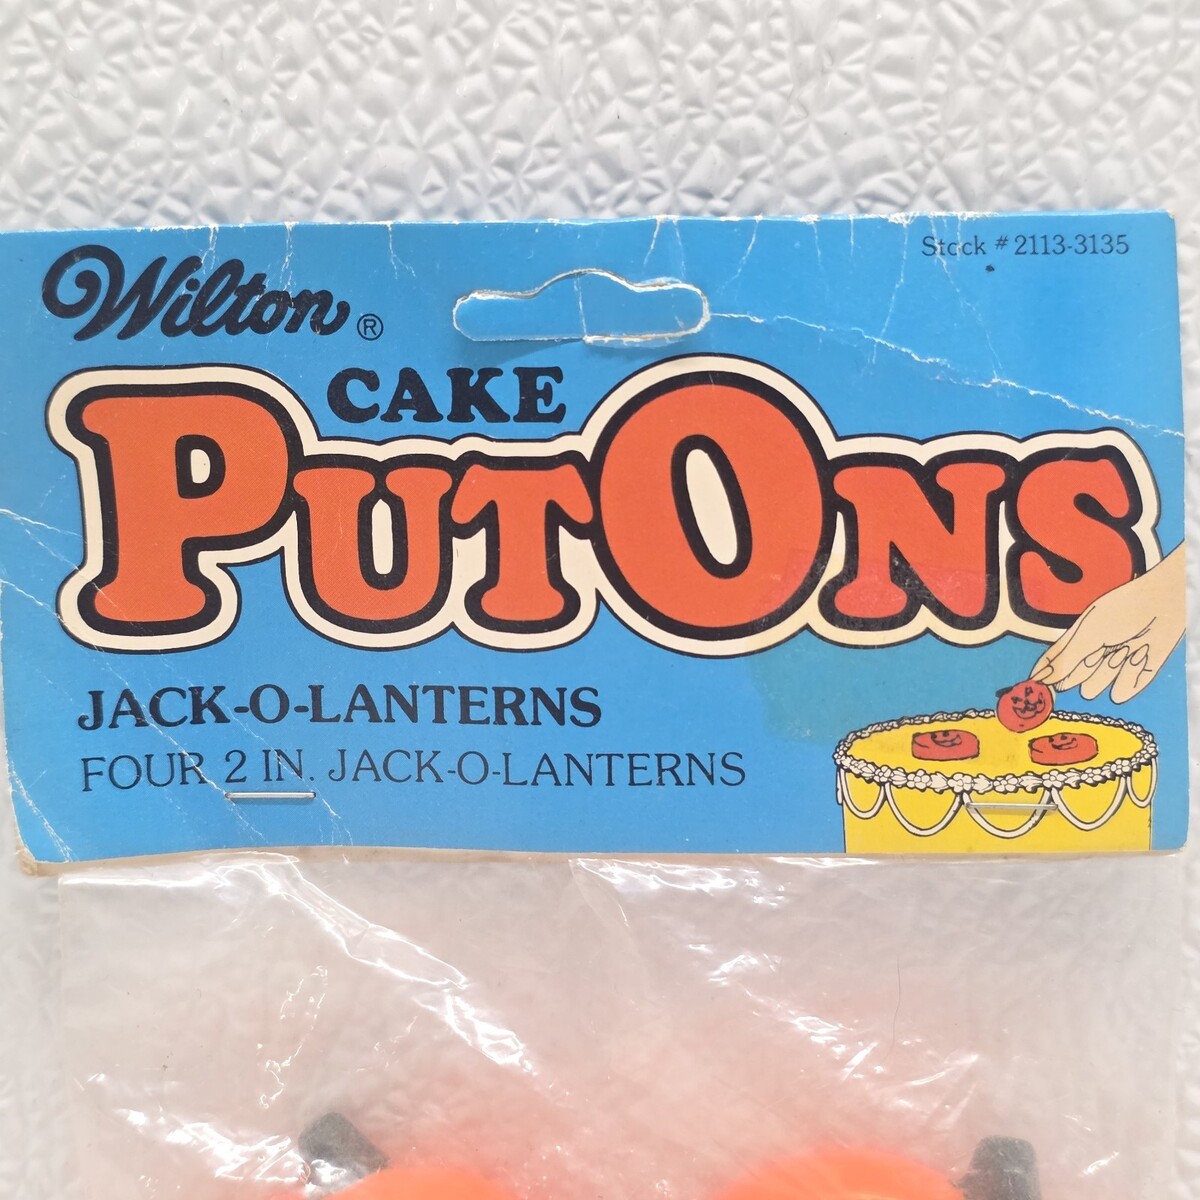 Wilton®
Stock # 2113-3135
CAKE
PUTONS
JACK-O-LANTERNS
FOUR 2 IN. JACK-O-LANTERNS